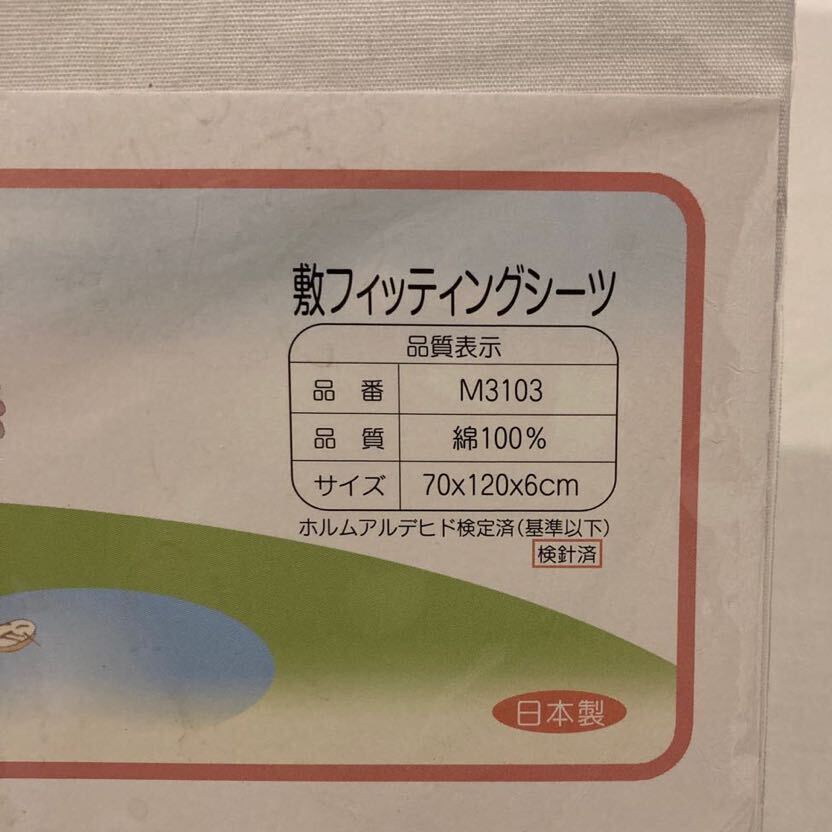 敷フィッティングシーツ
品質表示
品 番 M3103
品 質 綿100%
サイズ 70x120x6cm
ホルムアルデヒド検定済(基準以下)
検針済
日本製